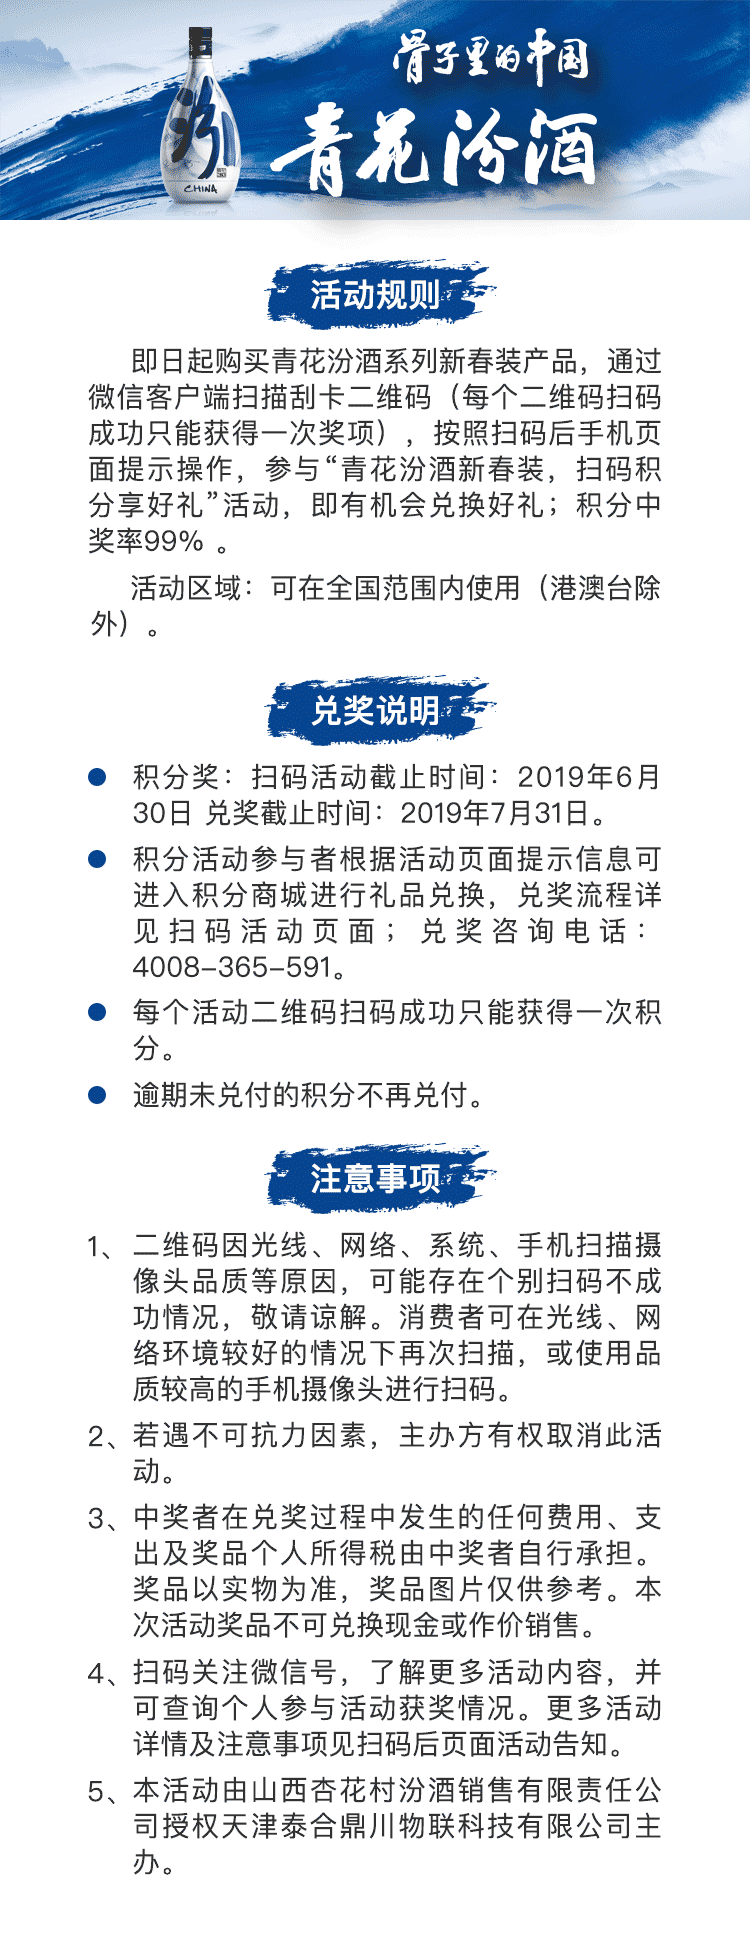 骨子里的中国
青花汾酒
汾
CHINA
活动规则
即日起购买青花汾酒系列新春装产品，通过
微信客户端扫描刮卡二维码（每个二维码扫码
成功只能获得一次奖项），按照扫码后手机页
面提示操作，参与“青花汾酒新春装，扫码积
分享好礼”活动，即有机会兑换好礼；积分中
奖率99% 。
活动区域：可在全国范围内使用（港澳台除
外）。
兑奖说明
积分奖：扫码活动截止时间：2019年6月
30日 兑奖截止时间：2019年7月31日。
积分活动参与者根据活动页面提示信息可
进入积分商城进行礼品兑换，兑奖流程详
见扫码活动页面；兑奖咨询电话：
4008-365-591。
每个活动二维码扫码成功只能获得一次积
分。
逾期未兑付的积分不再兑付。
注意事项
1、二维码因光线、网络、系统、手机扫描摄
像头品质等原因，可能存在个别扫码不成
功情况，敬请谅解。消费者可在光线、网
络环境较好的情况下再次扫描，或使用品
质较高的手机摄像头进行扫码。
2、若遇不可抗力因素，主办方有权取消此活
动。
3、中奖者在兑奖过程中发生的任何费用、支
出及奖品个人所得税由中奖者自行承担。
奖品以实物为准，奖品图片仅供参考。本
次活动奖品不可兑换现金或作价销售。
4、扫码关注微信号，了解更多活动内容，并
可查询个人参与活动获奖情况。更多活动
详情及注意事项见扫码后页面活动告知。
5、本活动由山西杏花村汾酒销售有限责任公
司授权天津泰合鼎川物联科技有限公司主
办。